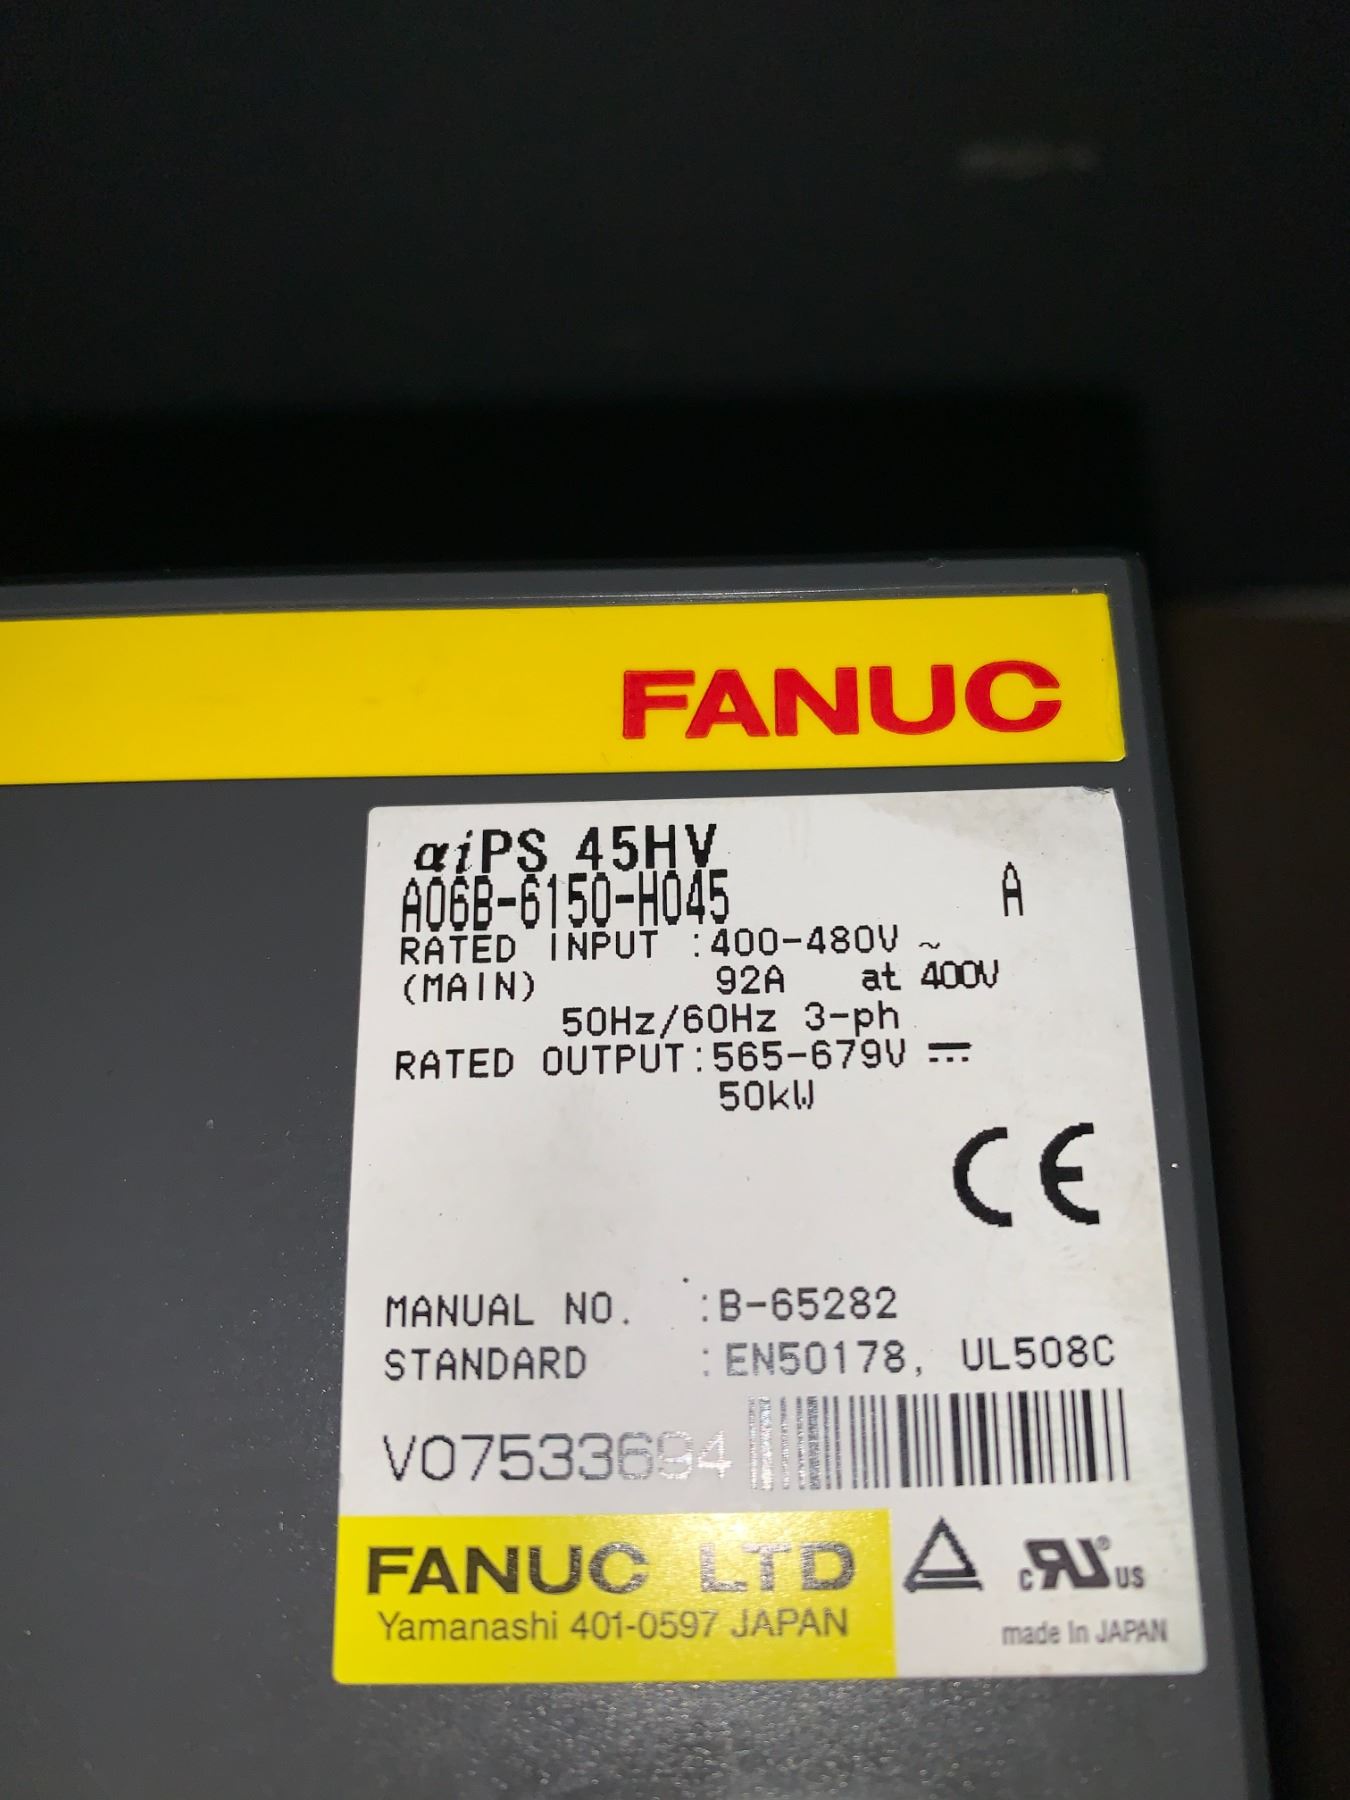 FANUC
αiPS 45HV
A06B-6150-H045 A
RATED INPUT :400-480V ~
(MAIN) 92A at 400V
50Hz/60Hz 3-ph
RATED OUTPUT:565-679V ⎓
50kW
CE
MANUAL NO. :B-65282
STANDARD :EN50178, UL508C
V07533694
FANUC LTD
Yamanashi 401-0597 JAPAN
c RU ® US
made In JAPAN